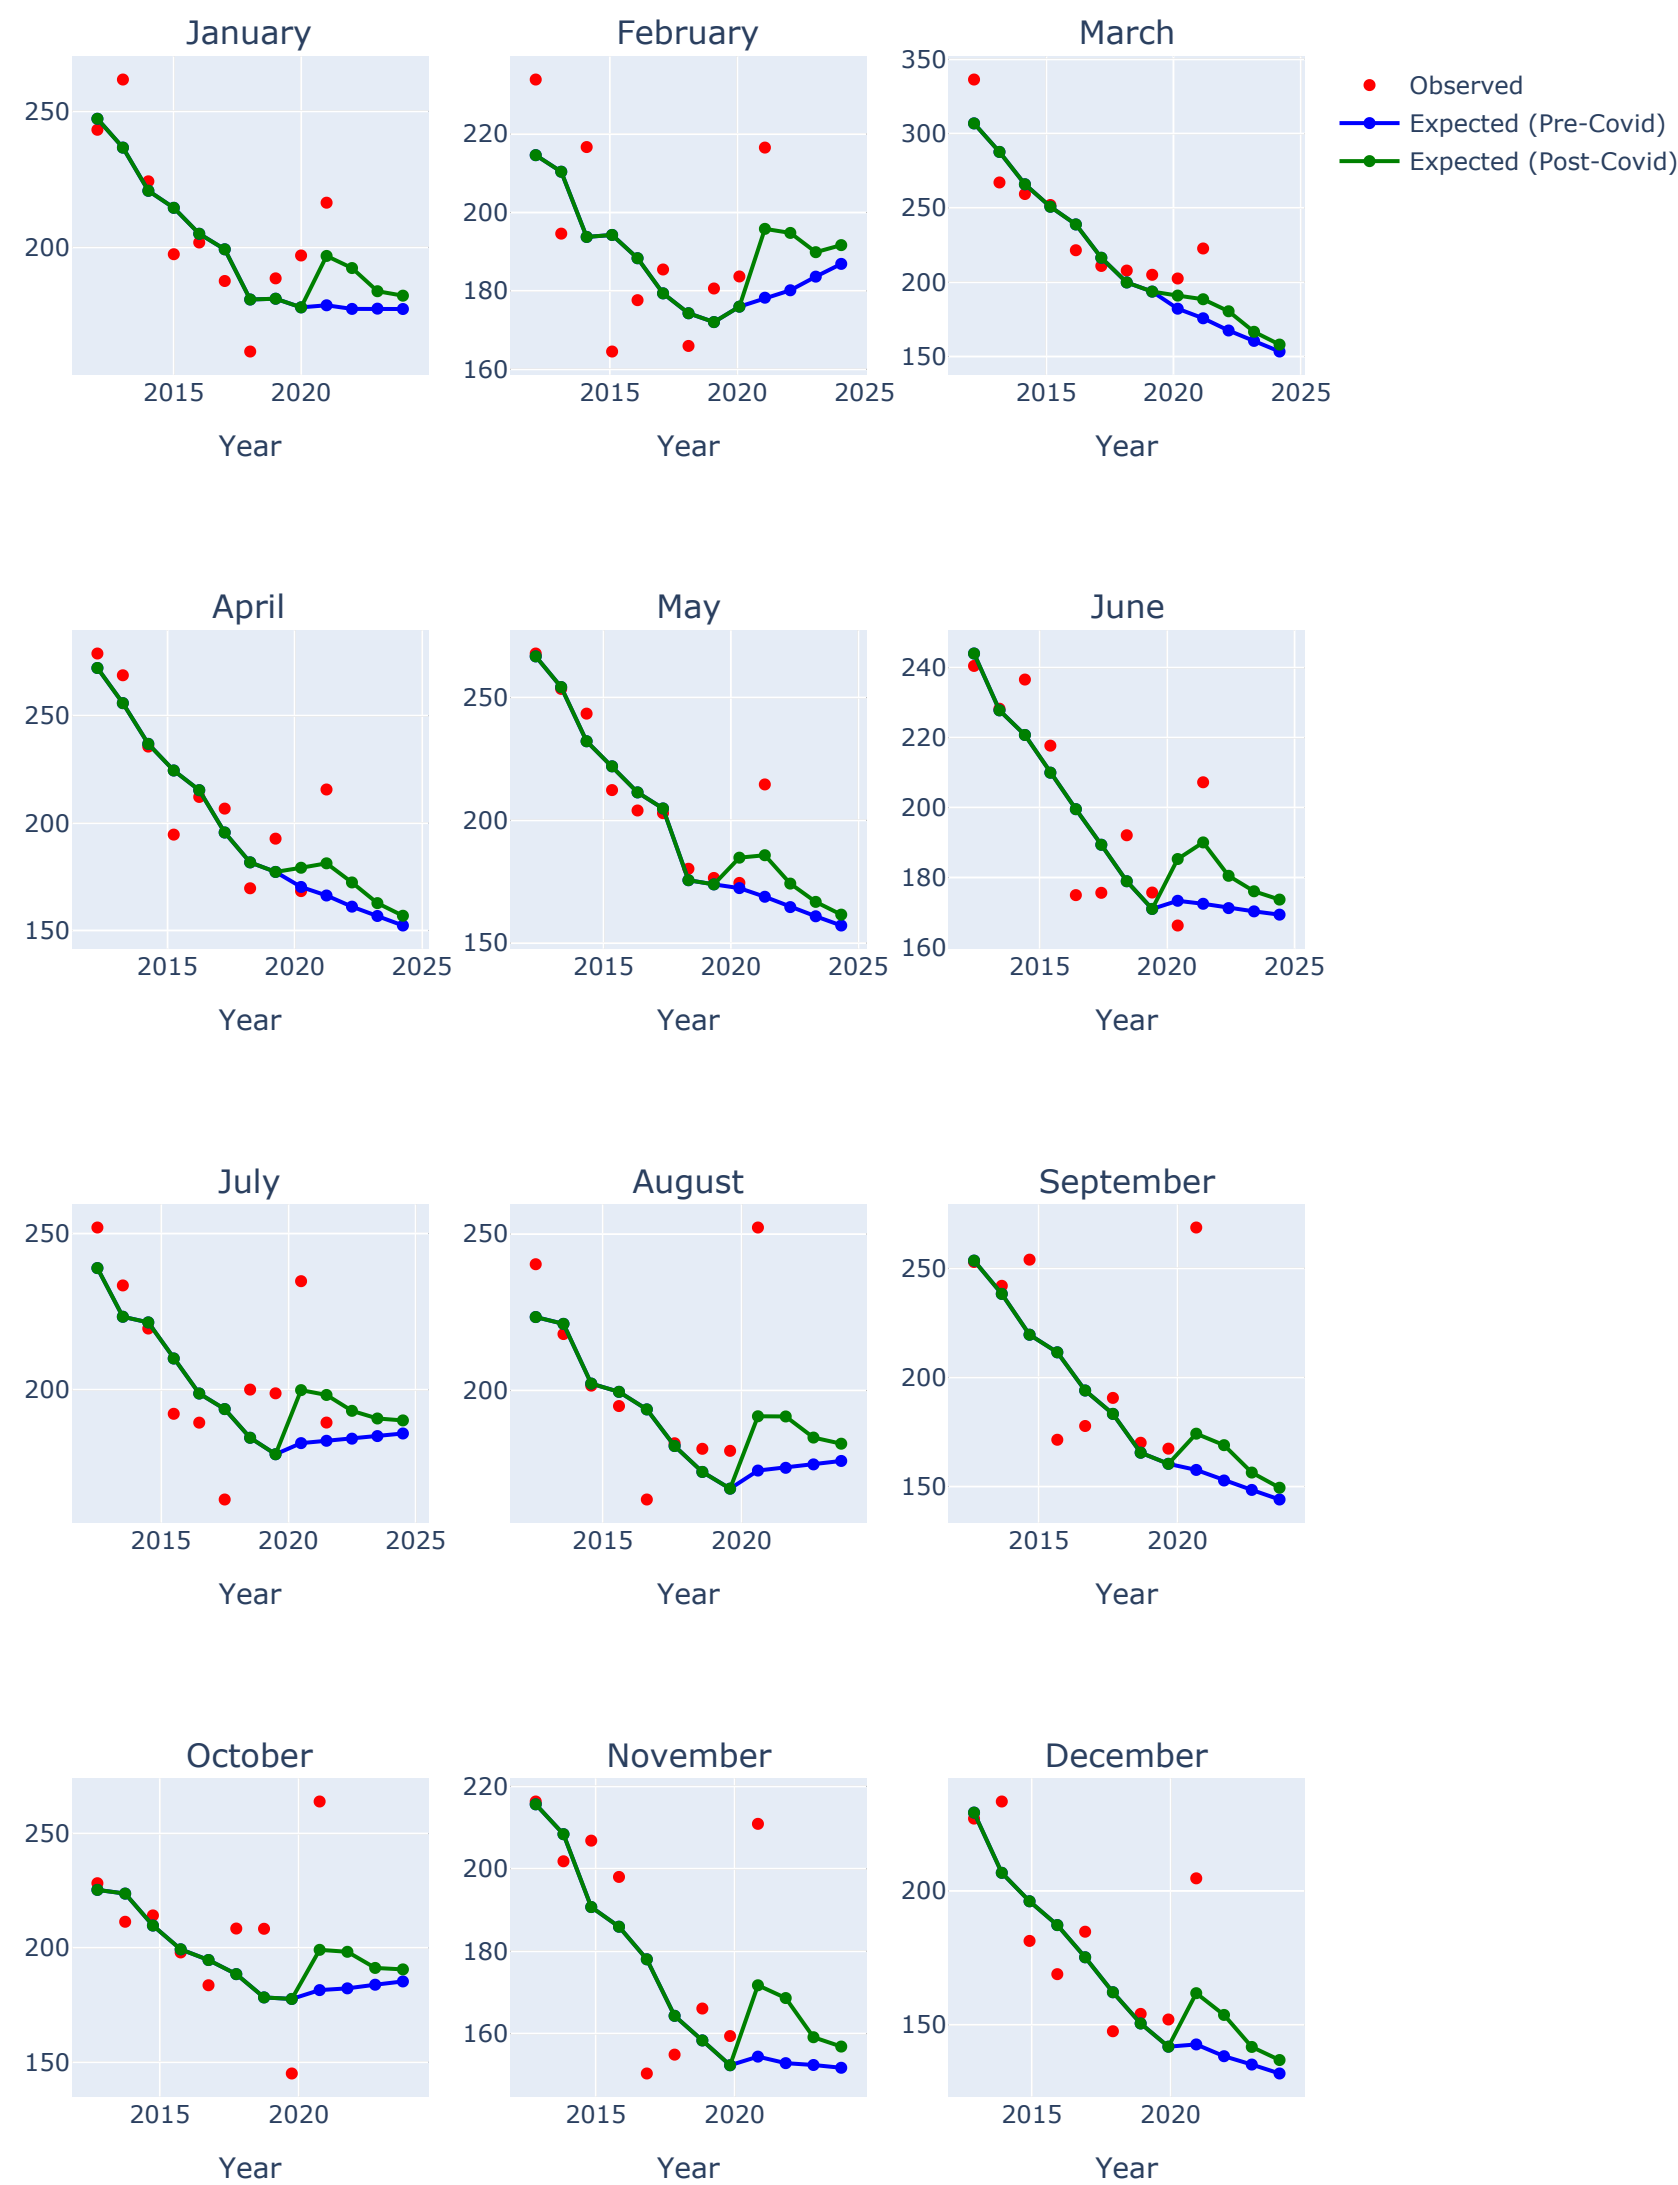 January February March
350
250 220 300 Observed
Expected (Pre-Covid)
200 250 Expected (Post-Covid)
200 180 200
160 150
2015 2020 2015 2020 2025 2015 2020 2025
Year Year Year
April May June
240
250 250 220
200 200 200
180
150 150 160
2015 2020 2025 2015 2020 2025 2015 2020 2025
Year Year Year
July August September
250 250 250
200 200 200
150
2015 2020 2025 2015 2020 2015 2020
Year Year Year
October November December
220
250 200 200
200 180
150 160 150
2015 2020 2015 2020 2015 2020
Year Year Year